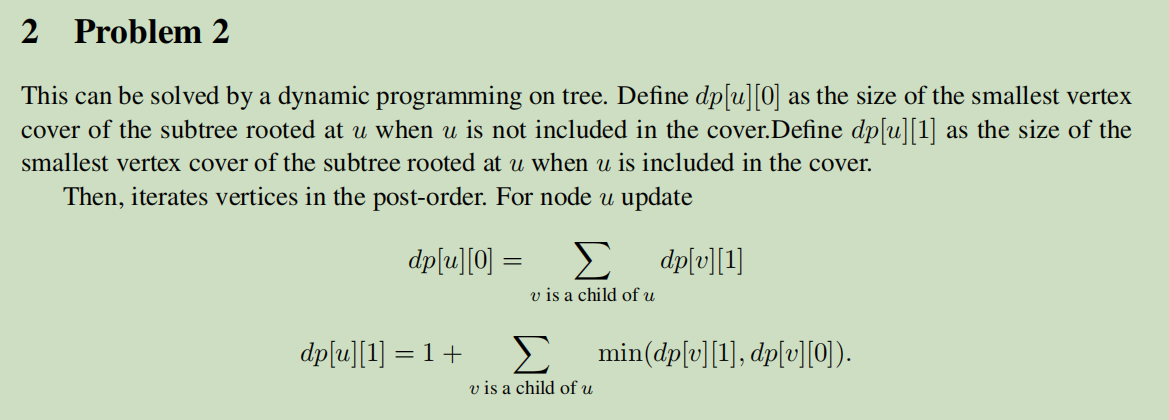 2 Problem 2
This can be solved by a dynamic programming on tree. Define dp[u][0] as the size of the smallest vertex
cover of the subtree rooted at u when u is not included in the cover.Define dp[u][1] as the size of the
smallest vertex cover of the subtree rooted at u when u is included in the cover.
Then, iterates vertices in the post-order. For node u update
dp[u][0] = ∑ dp[v][1]
v is a child of u
dp[u][1] = 1 + ∑ min(dp[v][1], dp[v][0]).
v is a child of u